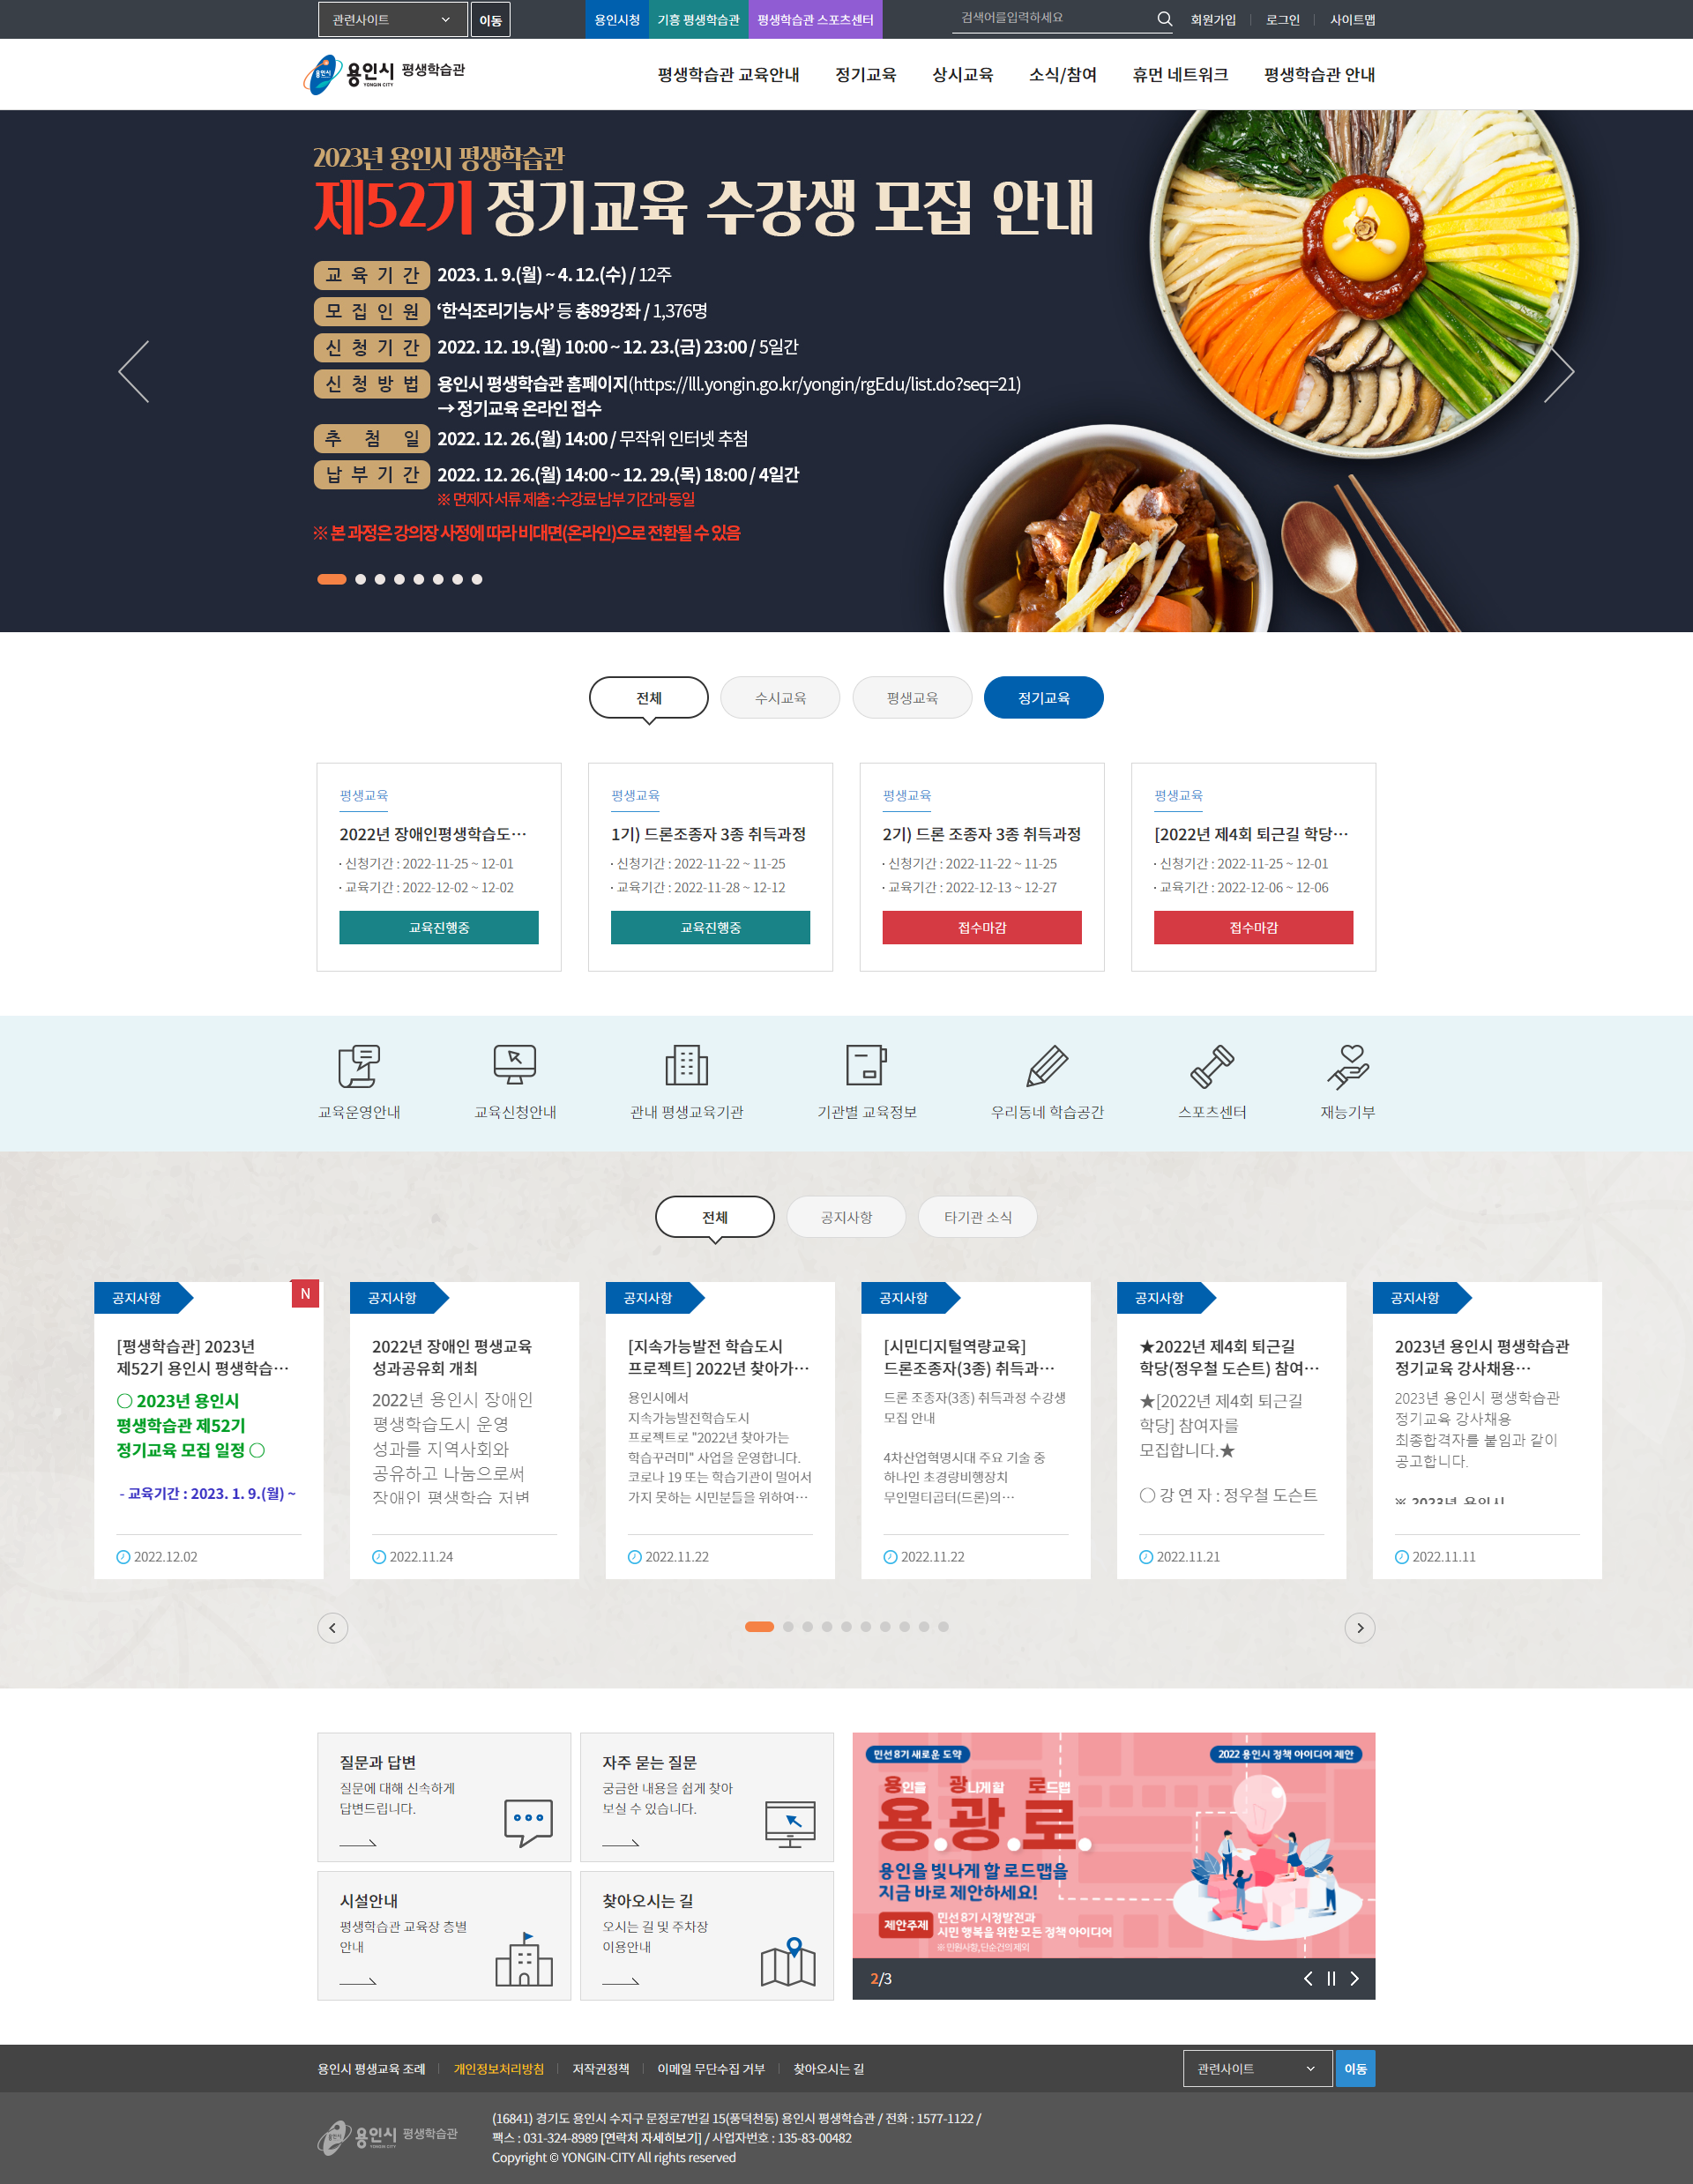 관련사이트
이동
용인시청
기흥 평생학습관
평생학습관 스포츠센터
검색어를입력하세요
회원가입
로그인
사이트맵
용인시
용인시 평생학습관
YONGIN CITY
평생학습관 교육안내
정기교육
상시교육
소식/참여
휴먼 네트워크
평생학습관 안내
2023년 용인시 평생학습관
제52기 정기교육 수강생 모집 안내
교육기간 2023. 1. 9.(월) ~ 4. 12.(수) / 12주
모집인원 ‘한식조리기능사’ 등 총89강좌 / 1,376명
신청기간 2022. 12. 19.(월) 10:00 ~ 12. 23.(금) 23:00 / 5일간
신청방법 용인시 평생학습관 홈페이지(https://lll.yongin.go.kr/yongin/rgEdu/list.do?seq=21)
→ 정기교육 온라인 접수
추첨일 2022. 12. 26.(월) 14:00 / 무작위 인터넷 추첨
납부기간 2022. 12. 26.(월) 14:00 ~ 12. 29.(목) 18:00 / 4일간
※ 면제자 서류 제출 : 수강료 납부 기간과 동일
※ 본 과정은 강의장 사정에 따라 비대면(온라인)으로 전환될 수 있음
전체
수시교육
평생교육
정기교육
평생교육
2022년 장애인평생학습도···
· 신청기간 : 2022-11-25 ~ 12-01
· 교육기간 : 2022-12-02 ~ 12-02
교육진행중
평생교육
1기) 드론조종자 3종 취득과정
· 신청기간 : 2022-11-22 ~ 11-25
· 교육기간 : 2022-11-28 ~ 12-12
교육진행중
평생교육
2기) 드론 조종자 3종 취득과정
· 신청기간 : 2022-11-22 ~ 11-25
· 교육기간 : 2022-12-13 ~ 12-27
접수마감
평생교육
[2022년 제4회 퇴근길 학당···
· 신청기간 : 2022-11-25 ~ 12-01
· 교육기간 : 2022-12-06 ~ 12-06
접수마감
교육운영안내
교육신청안내
관내 평생교육기관
기관별 교육정보
우리동네 학습공간
스포츠센터
재능기부
전체
공지사항
타기관 소식
공지사항
N
[평생학습관] 2023년
제52기 용인시 평생학습···
○ 2023년 용인시
평생학습관 제52기
정기교육 모집 일정 ○
- 교육기간 : 2023. 1. 9.(월) ~
2022.12.02
공지사항
2022년 장애인 평생교육
성과공유회 개최
2022년 용인시 장애인
평생학습도시 운영
성과를 지역사회와
공유하고 나눔으로써
장애인 평생학습 저변
2022.11.24
공지사항
[지속가능발전 학습도시
프로젝트] 2022년 찾아가···
용인시에서
지속가능발전학습도시
프로젝트로 "2022년 찾아가는
학습꾸러미" 사업을 운영합니다.
코로나 19 또는 학습기관이 멀어서
가지 못하는 시민분들을 위하여···
2022.11.22
공지사항
[시민디지털역량교육]
드론조종자(3종) 취득과···
드론 조종자(3종) 취득과정 수강생
모집 안내
4차산업혁명시대 주요 기술 중
하나인 초경량비행장치
무인멀티콥터(드론)의···
2022.11.22
공지사항
★2022년 제4회 퇴근길
학당(정우철 도슨트) 참여···
★[2022년 제4회 퇴근길
학당] 참여자를
모집합니다.★
○ 강 연 자 : 정우철 도슨트
2022.11.21
공지사항
2023년 용인시 평생학습관
정기교육 강사채용···
2023년 용인시 평생학습관
정기교육 강사채용
최종합격자를 붙임과 같이
공고합니다.
※ 2023년 용인시
2022.11.11
질문과 답변
질문에 대해 신속하게
답변드립니다.
자주 묻는 질문
궁금한 내용을 쉽게 찾아
보실 수 있습니다.
시설안내
평생학습관 교육장 층별
안내
찾아오시는 길
오시는 길 및 주차장
이용안내
민선8기 새로운 도약
2022 용인시 정책 아이디어 제안
용인을 광나게할 로드맵
용.광.로.
용인을 빛나게 할 로드맵을
지금 바로 제안하세요!
제안주제 민선 8기 시정발전과
시민 행복을 위한 모든 정책 아이디어
※ 민원사항,단순건의 제외
2/3
용인시 평생교육 조례
개인정보처리방침
저작권정책
이메일 무단수집 거부
찾아오시는 길
관련사이트
이동
용인시 평생학습관
YONGIN CITY
(16841) 경기도 용인시 수지구 문정로7번길 15(풍덕천동) 용인시 평생학습관 / 전화 : 1577-1122 /
팩스 : 031-324-8989 [연락처 자세히보기] / 사업자번호 : 135-83-00482
Copyright © YONGIN-CITY All rights reserved